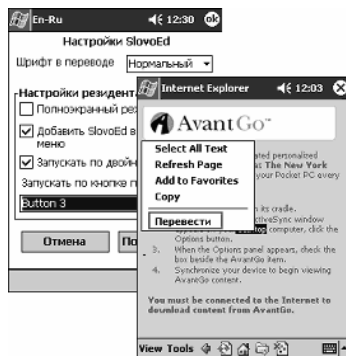 En-Ru 12:30 ok
Настройки SlovoEd
Шрифт в переводе Нормальный
Настройки резидента
Полноэкранный ре
Добавить SlovoEd в
меню
Запускать по двойн
Запускать по кнопке п
Button 3
Отмена По
Internet Explorer 12:03
AvantGo
Select All Text
Refresh Page
Add to Favorites
Copy
Перевести
ated personalized
The New York
your Pocket PC every
in its cradle.
ctiveSync window
computer, click the
Options button.
3. When the Options panel appears, check the
box beside the AvantGo item.
4. Synchronize your device to begin viewing
AvantGo content.
You must be connected to the Internet to
download content from AvantGo.
View Tools